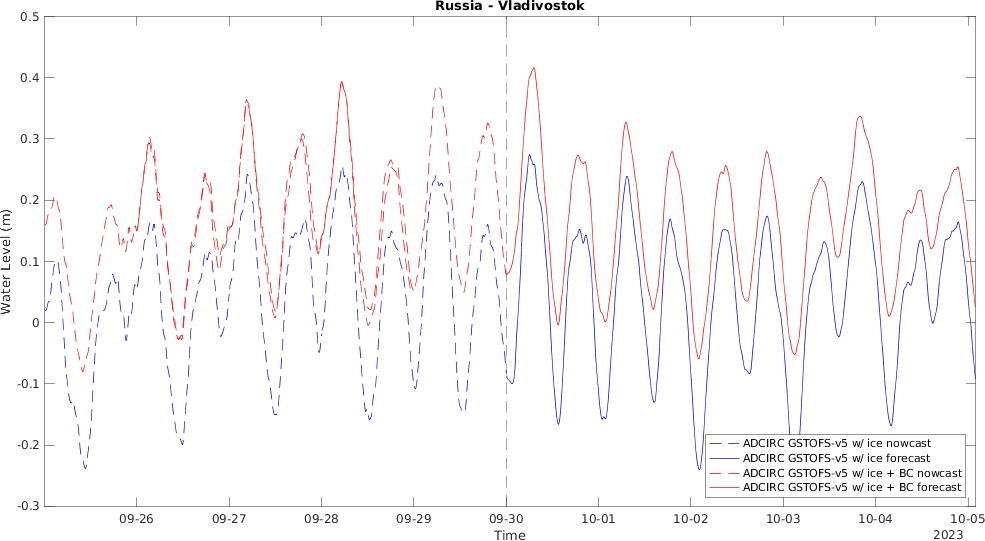 Russia - Vladivostok
0.5
0.4
0.3
0.2
0.1
0
-0.1
-0.2
-0.3
Water Level (m)
ADCIRC GSTOFS-v5 w/ ice nowcast
ADCIRC GSTOFS-v5 w/ ice forecast
ADCIRC GSTOFS-v5 w/ ice + BC nowcast
ADCIRC GSTOFS-v5 w/ ice + BC forecast
09-26 09-27 09-28 09-29 09-30 10-01 10-02 10-03 10-04 10-05
Time
2023